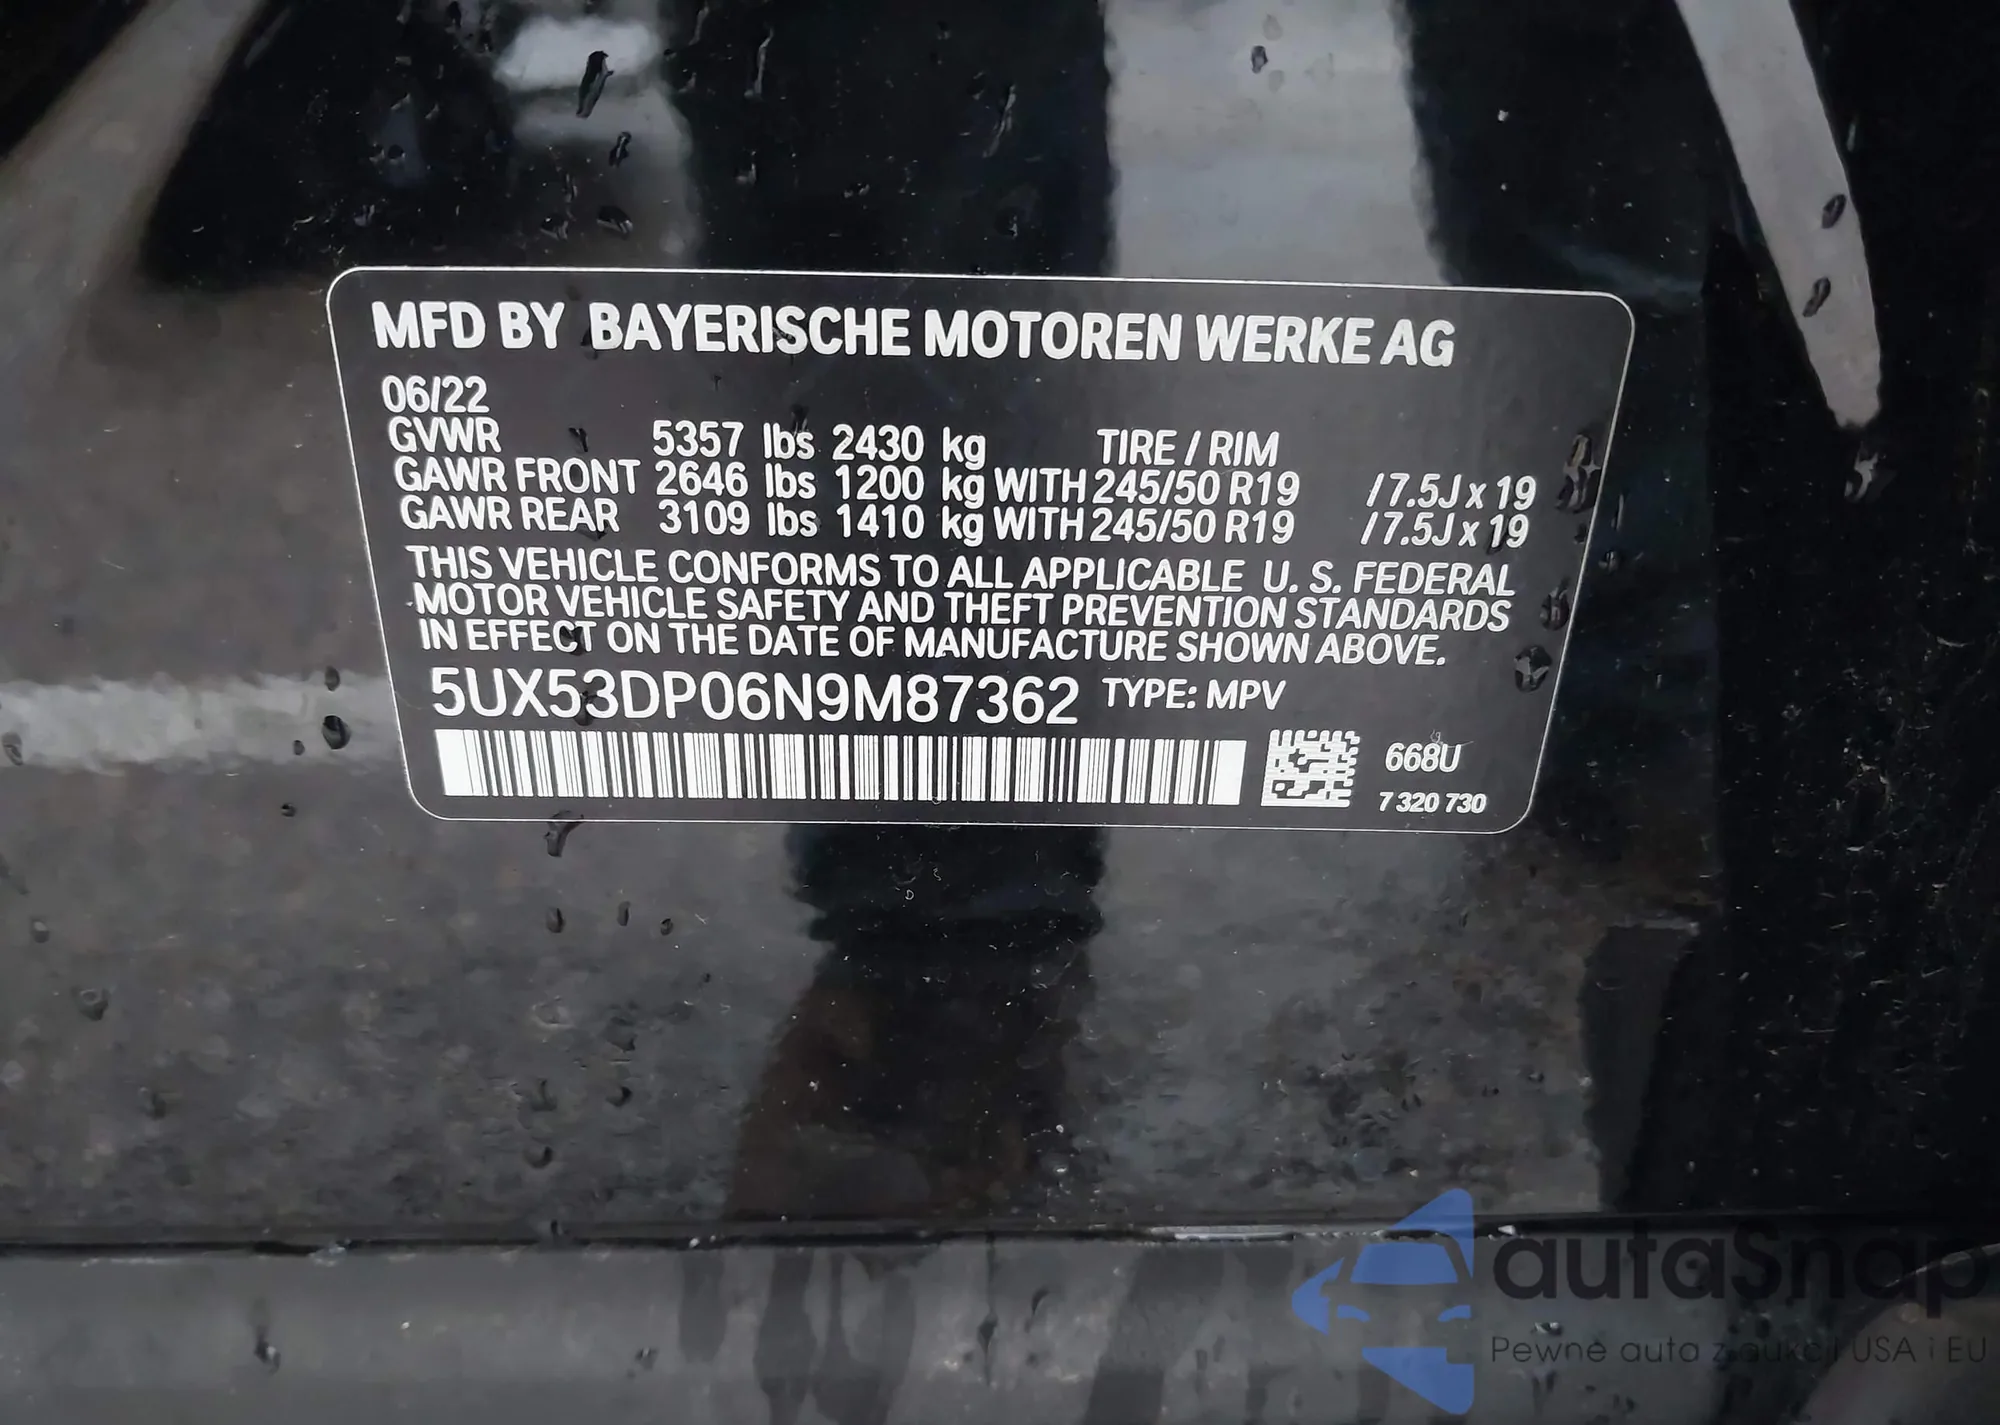 MFD BY BAYERISCHE MOTOREN WERKE AG
06/22
GVWR 5357 lbs 2430 kg TIRE / RIM
GAWR FRONT 2646 lbs 1200 kg WITH 245/50 R19 / 7.5J x 19
GAWR REAR 3109 lbs 1410 kg WITH 245/50 R19 / 7.5J x 19
THIS VEHICLE CONFORMS TO ALL APPLICABLE U. S. FEDERAL
MOTOR VEHICLE SAFETY AND THEFT PREVENTION STANDARDS
IN EFFECT ON THE DATE OF MANUFACTURE SHOWN ABOVE.
5UX53DP06N9M87362 TYPE: MPV
668U
7 320 730
autaSnap
Pewne auta z aukcji USA i EU